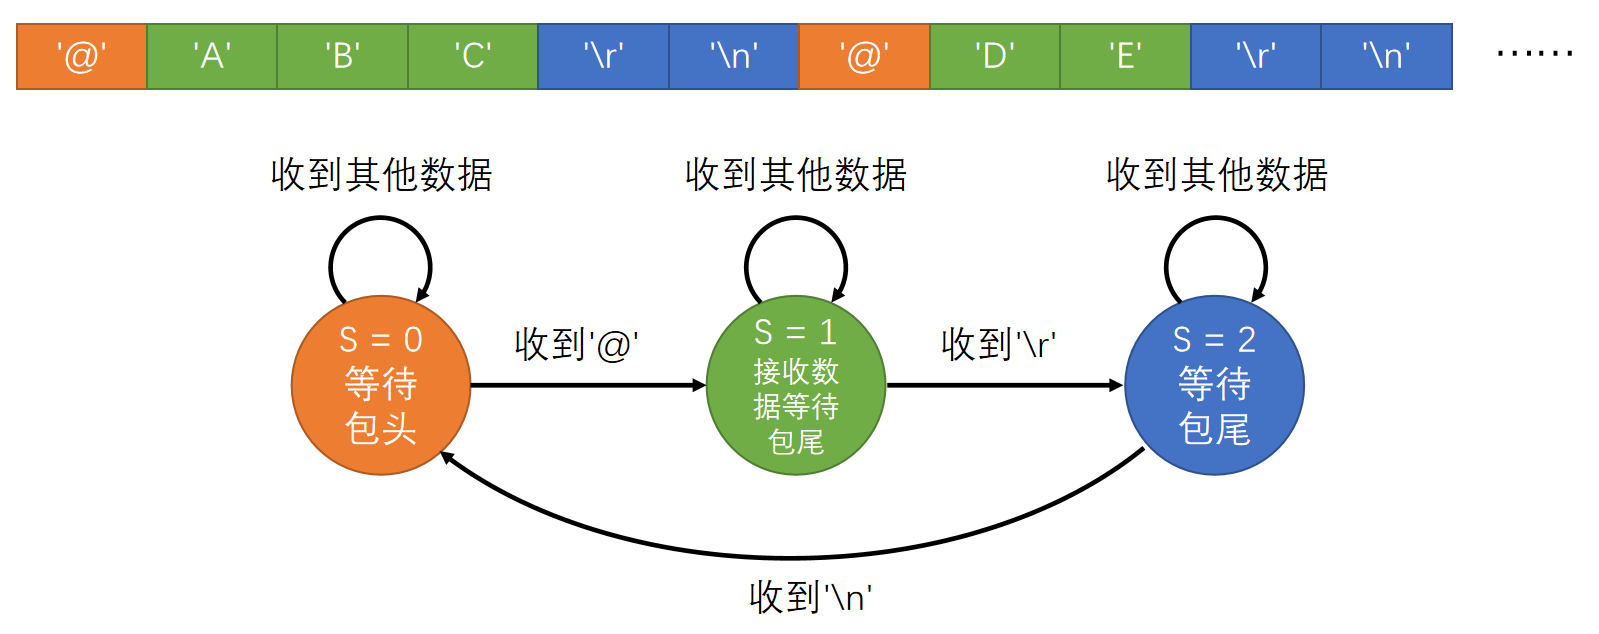 '@' 'A' 'B' 'C' '\r' '\n' '@' 'D' 'E' '\r' '\n' ……
收到其他数据 收到其他数据 收到其他数据
S = 0
等待
包头
收到'@'
S = 1
接收数
据等待
包尾
收到'\r'
S = 2
等待
包尾
收到'\n'